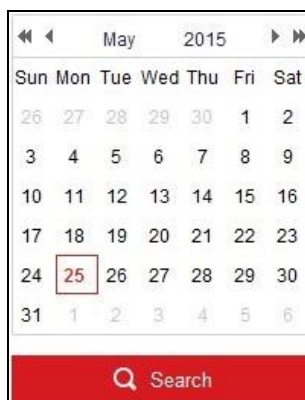 May 2015
Sun Mon Tue Wed Thu Fri Sat
26 27 28 29 30 1 2
3 4 5 6 7 8 9
10 11 12 13 14 15 16
17 18 19 20 21 22 23
24 25 26 27 28 29 30
31 1 2 3 4 5 6
Search